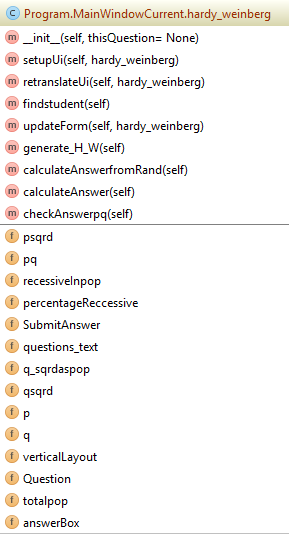 C Program.MainWindowCurrent.hardy_weinberg
m __init__(self, thisQuestion= None)
m setupUi(self, hardy_weinberg)
m retranslateUi(self, hardy_weinberg)
m findstudent(self)
m updateForm(self, hardy_weinberg)
m generate_H_W(self)
m calculateAnswerfromRand(self)
m calculateAnswer(self)
m checkAnswerpq(self)
f psqrd
f pq
f recessiveInpop
f percentageReccessive
f SubmitAnswer
f questions_text
f q_sqrdaspop
f qsqrd
f p
f q
f verticalLayout
f Question
f totalpop
f answerBox